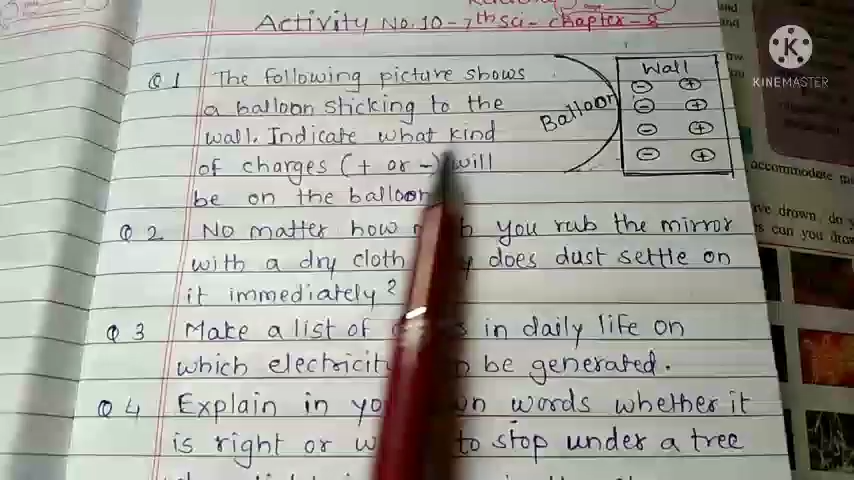 Activity No. 10 - 7th Sci - chapter - 8
Q 1 The following picture shows
a balloon sticking to the
wall. Indicate what kind
of charges (+ or -) will
be on the balloon
Balloon
Wall
- +
- +
- +
- +
Q 2 No matter how you rub the mirror
with a dry cloth does dust settle on
it immediately?
Q 3 Make a list of in daily life on
which electricity be generated.
Q 4 Explain in words whether it
is right or to stop under a tree
KINEMASTER
accommodate